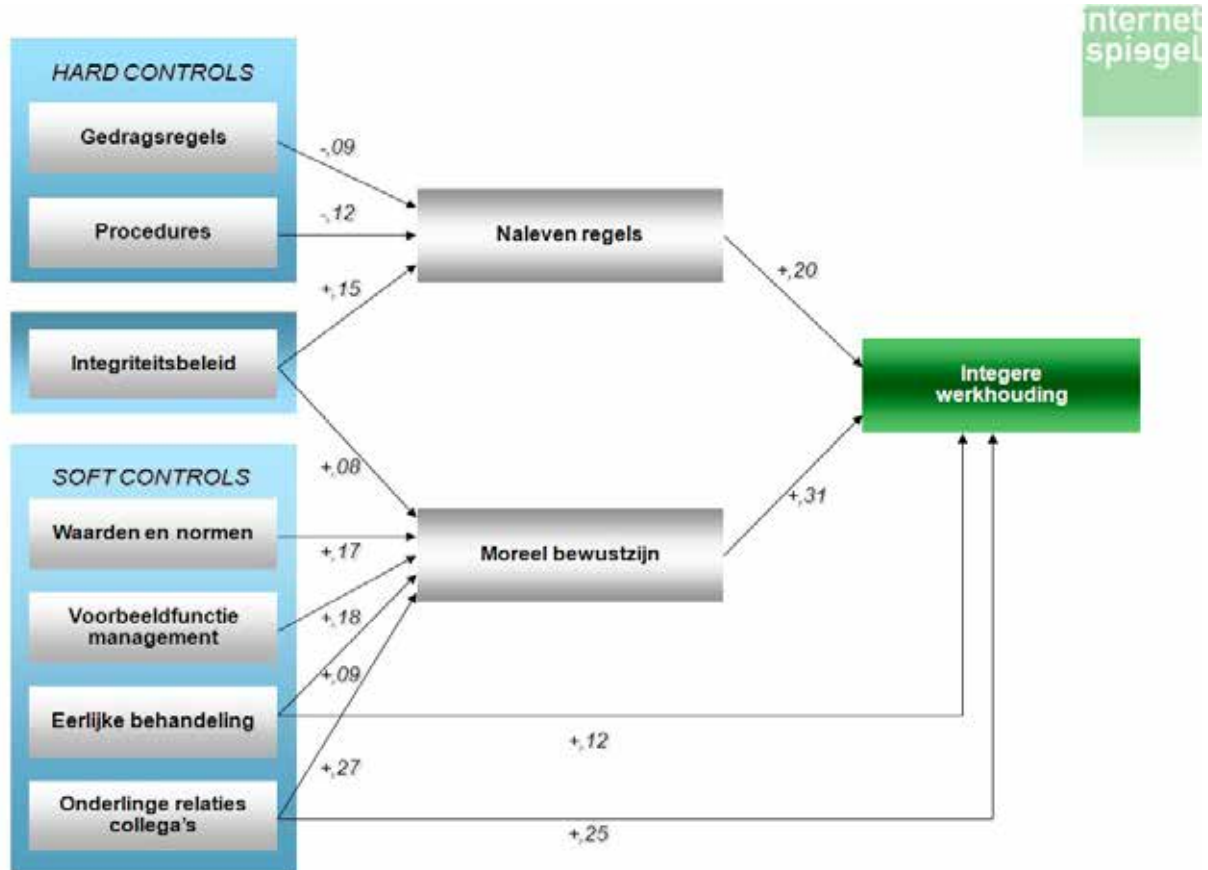 internet
spiegel
HARD CONTROLS
Gedragsregels
-,09
Procedures
-,12
Naleven regels
+,15
+,20
Integriteitsbeleid
Integere
werkhouding
+,08
SOFT CONTROLS
+,31
Waarden en normen
+,17
Moreel bewustzijn
Voorbeeldfunctie
management
+,18
+,09
Eerlijke behandeling
+,12
+,27
Onderlinge relaties
collega's
+,25